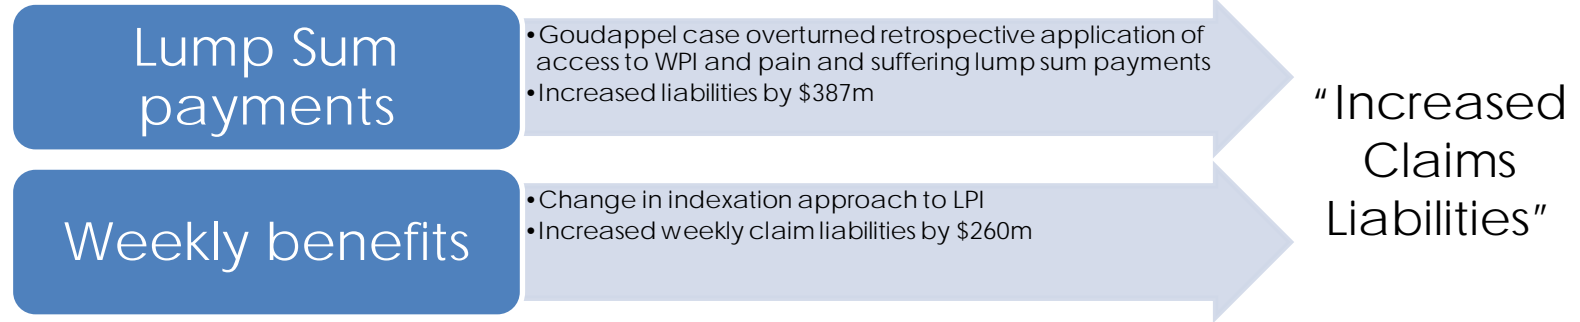 Lump Sum
payments
•Goudappel case overturned retrospective application of
access to WPI and pain and suffering lump sum payments
•Increased liabilities by $387m
Weekly benefits
•Change in indexation approach to LPI
•Increased weekly claim liabilities by $260m
“Increased
Claims
Liabilities”